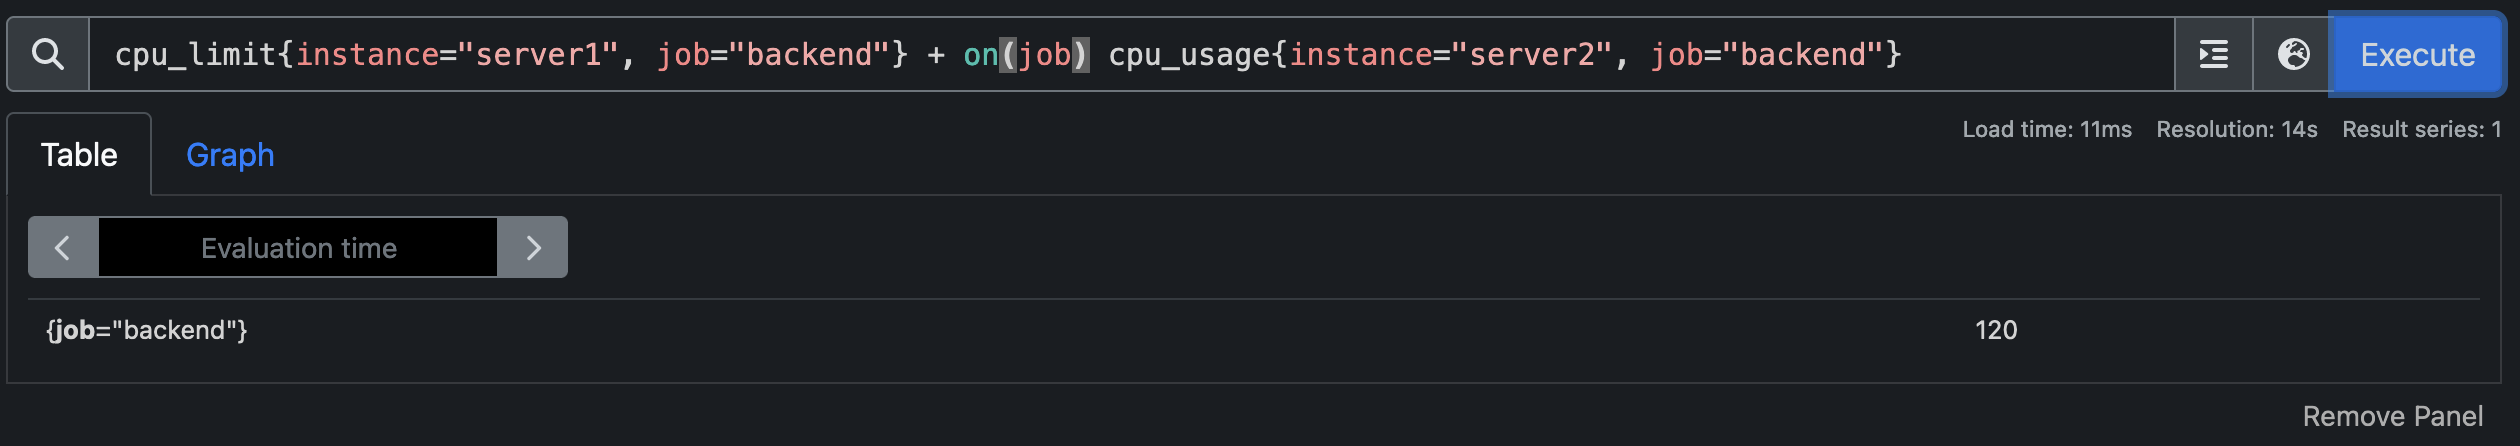 cpu_limit{instance="server1", job="backend"} + on(job) cpu_usage{instance="server2", job="backend"}
Execute
Table
Graph
Load time: 11ms Resolution: 14s Result series: 1
Evaluation time
{job="backend"} 120
Remove Panel